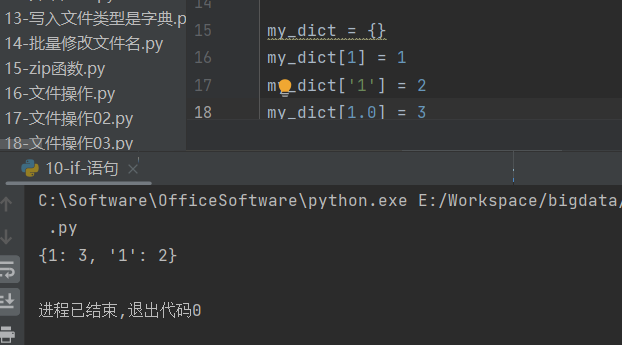 13-写入文件类型是字典.py
14-批量修改文件名.py
15-zip函数.py
16-文件操作.py
17-文件操作02.py
18-文件操作03.py
14
15 my_dict = {}
16 my_dict[1] = 1
17 my_dict['1'] = 2
18 my_dict[1.0] = 3
10-if-语句
C:\Software\OfficeSoftware\python.exe E:/Workspace/bigdata/
.py
{1: 3, '1': 2}
进程已结束,退出代码0